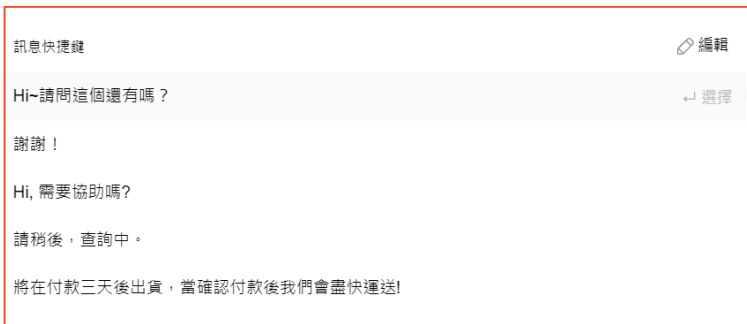 訊息快捷鍵 編輯
Hi~請問這個還有嗎？ ↵ 選擇
謝謝！
Hi, 需要協助嗎?
請稍後，查詢中。
將在付款三天後出貨，當確認付款後我們會盡快運送!